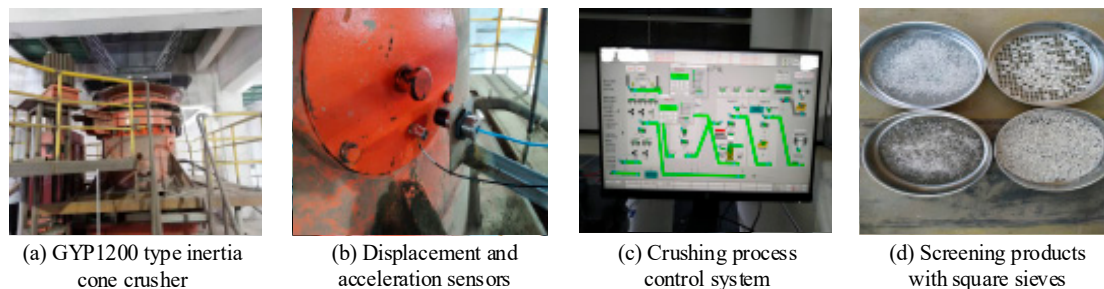 (a) GYP1200 type inertia
cone crusher
(b) Displacement and
acceleration sensors
(c) Crushing process
control system
(d) Screening products
with square sieves